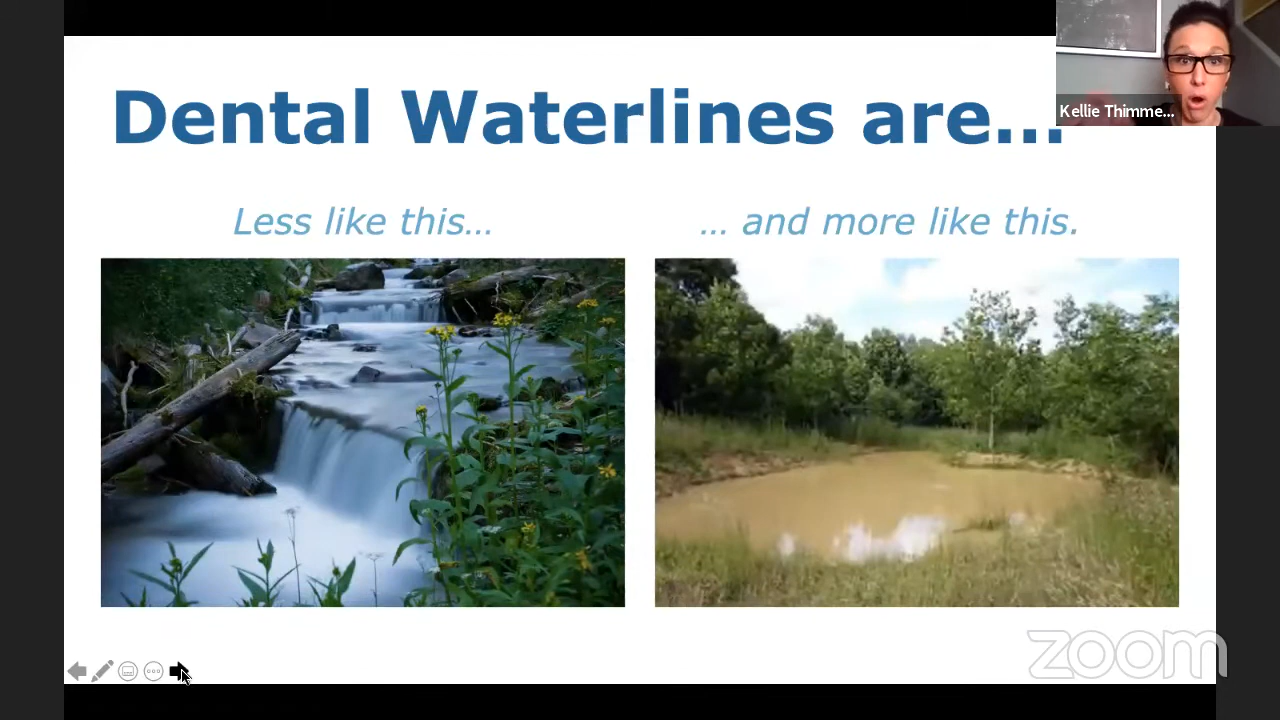 Dental Waterlines are...
Kellie Thimme...
Less like this...
... and more like this.
zoom